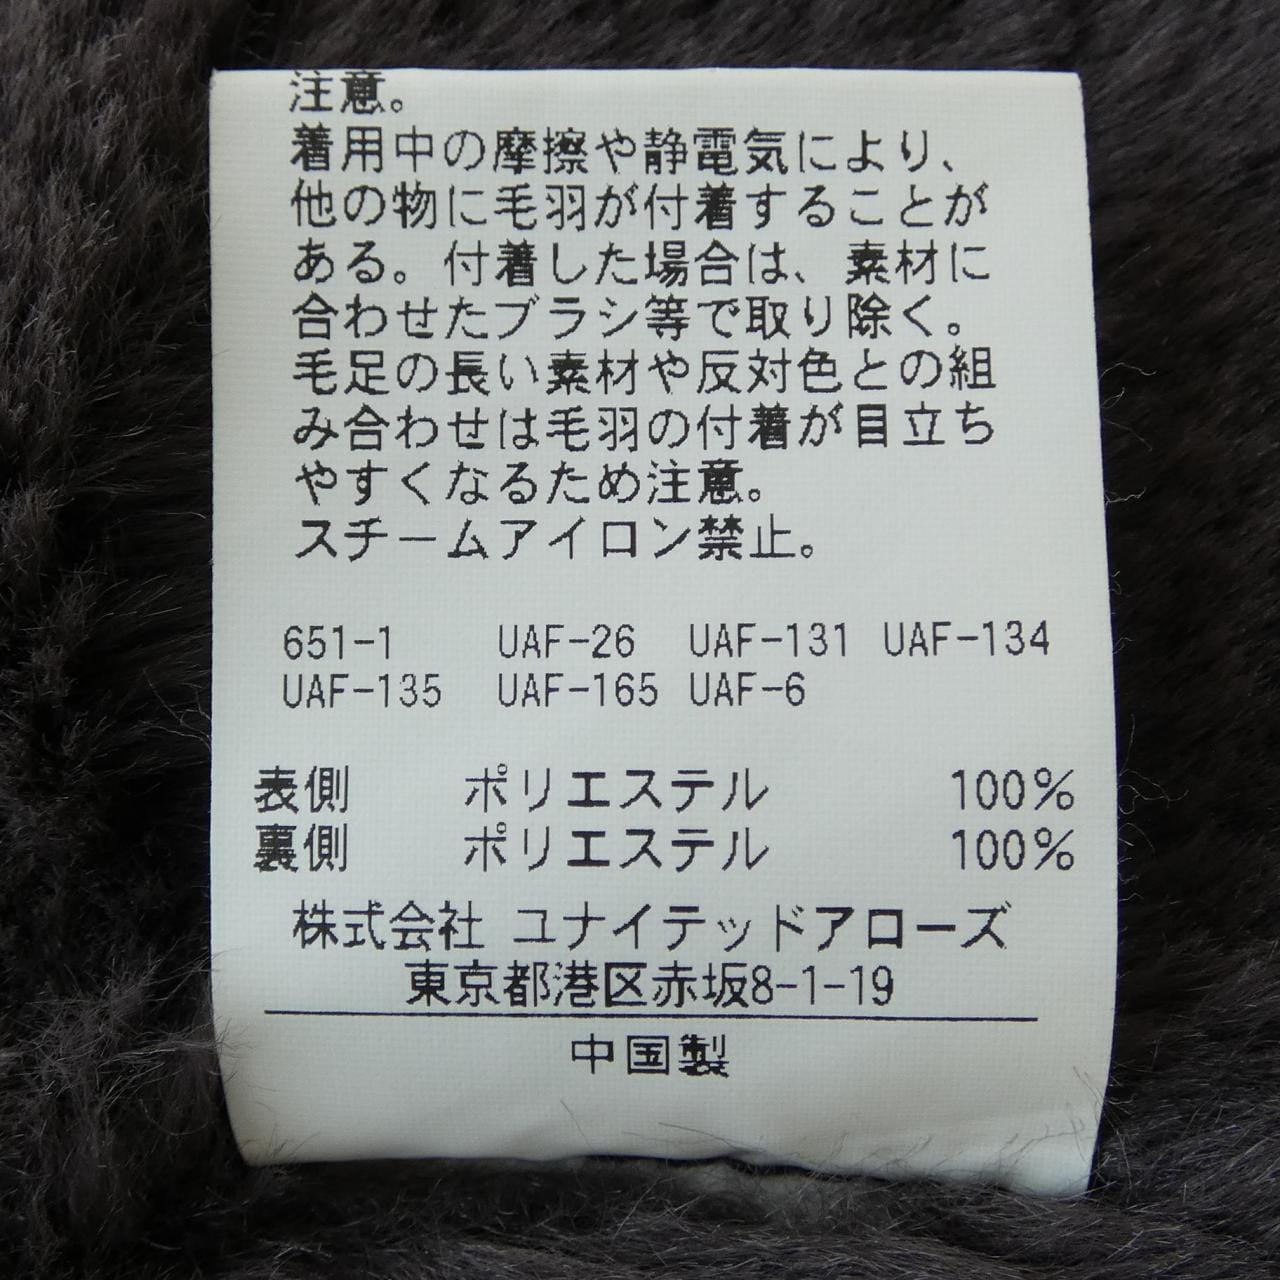 注意。
着用中の摩擦や静電気により、
他の物に毛羽が付着することが
ある。付着した場合は、素材に
合わせたブラシ等で取り除く。
毛足の長い素材や反対色との組
み合わせは毛羽の付着が目立ち
やすくなるため注意。
スチームアイロン禁止。
651-1 UAF-26 UAF-131 UAF-134
UAF-135 UAF-165 UAF-6
表側 ポリエステル 100%
裏側 ポリエステル 100%
株式会社 ユナイテッドアローズ
東京都港区赤坂8-1-19
中国製